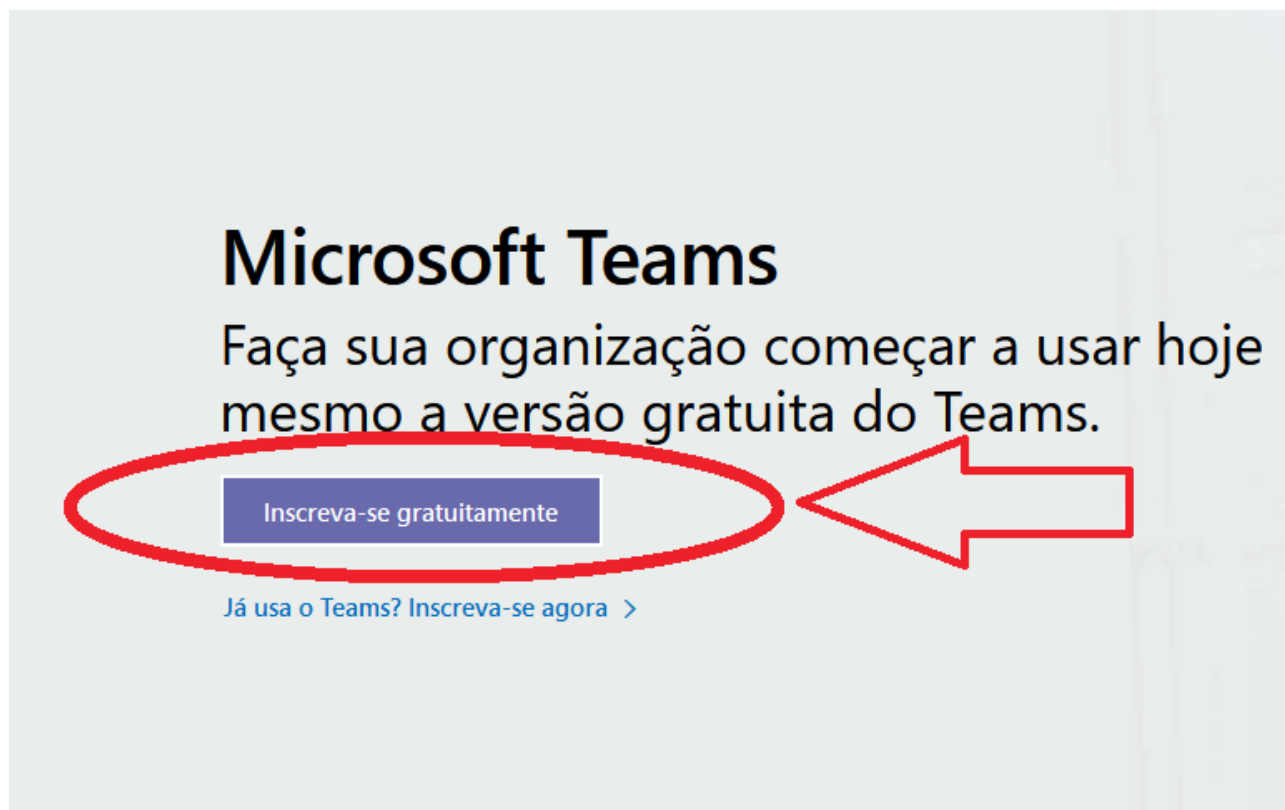 Microsoft Teams
Faça sua organização começar a usar hoje
mesmo a versão gratuita do Teams.
Inscreva-se gratuitamente
Já usa o Teams? Inscreva-se agora >